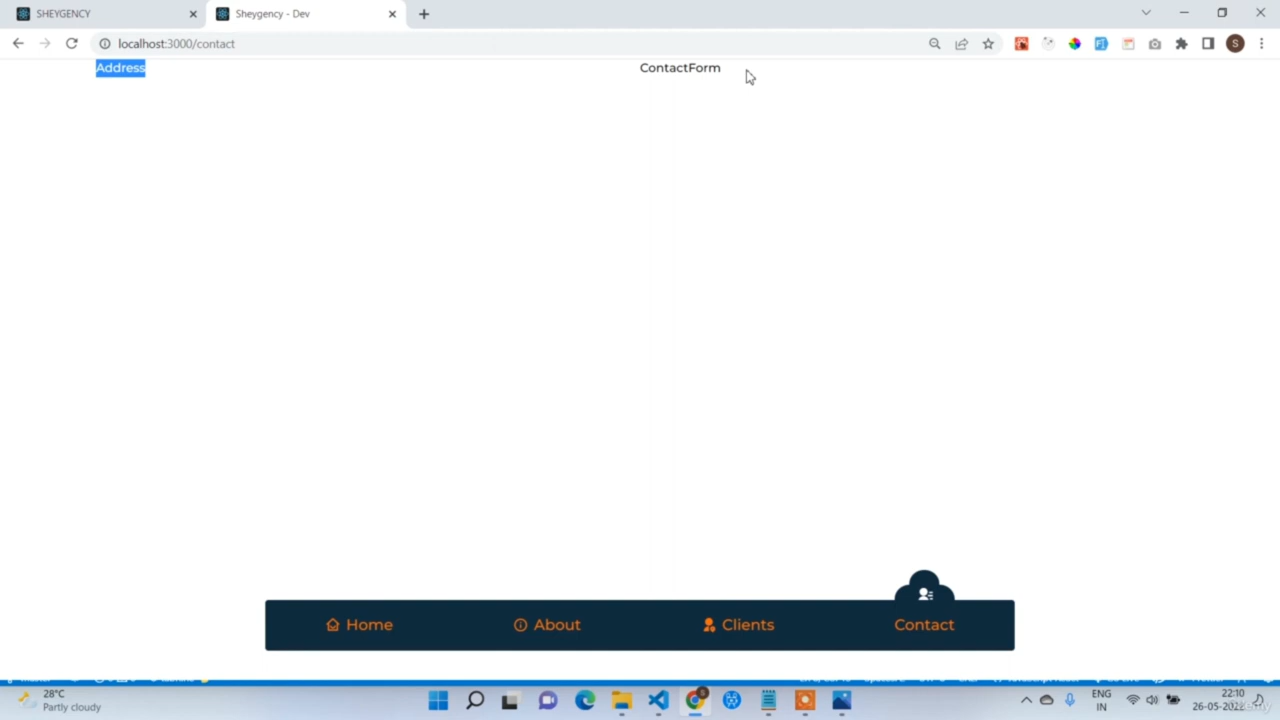 SHEYGENCY
Sheygency - Dev
localhost:3000/contact
S
Address
ContactForm
Home
About
Clients
Contact
28°C
Partly cloudy
ENG
IN
22:10
26-05-2022